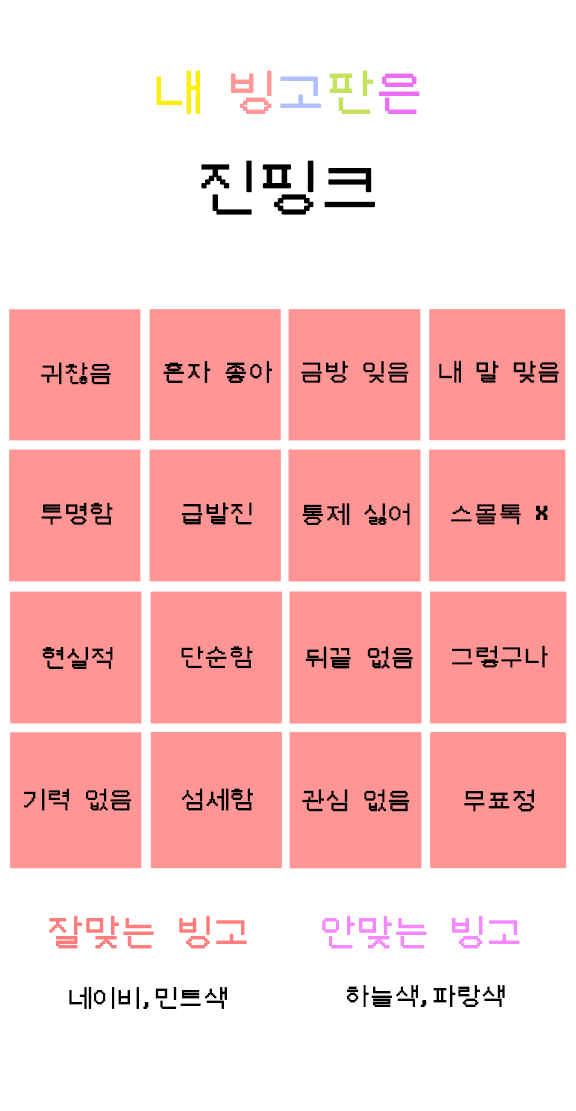 내 빙고판은
진핑크
귀찮음 혼자 좋아 금방 잊음 내 말 맞음
투명함 급발진 통제 싫어 스몰톡 X
현실적 단순함 뒤끝 없음 그렇구나
기력 없음 섬세함 관심 없음 무표정
잘맞는 빙고 안맞는 빙고
네이비,민트색 하늘색,파랑색